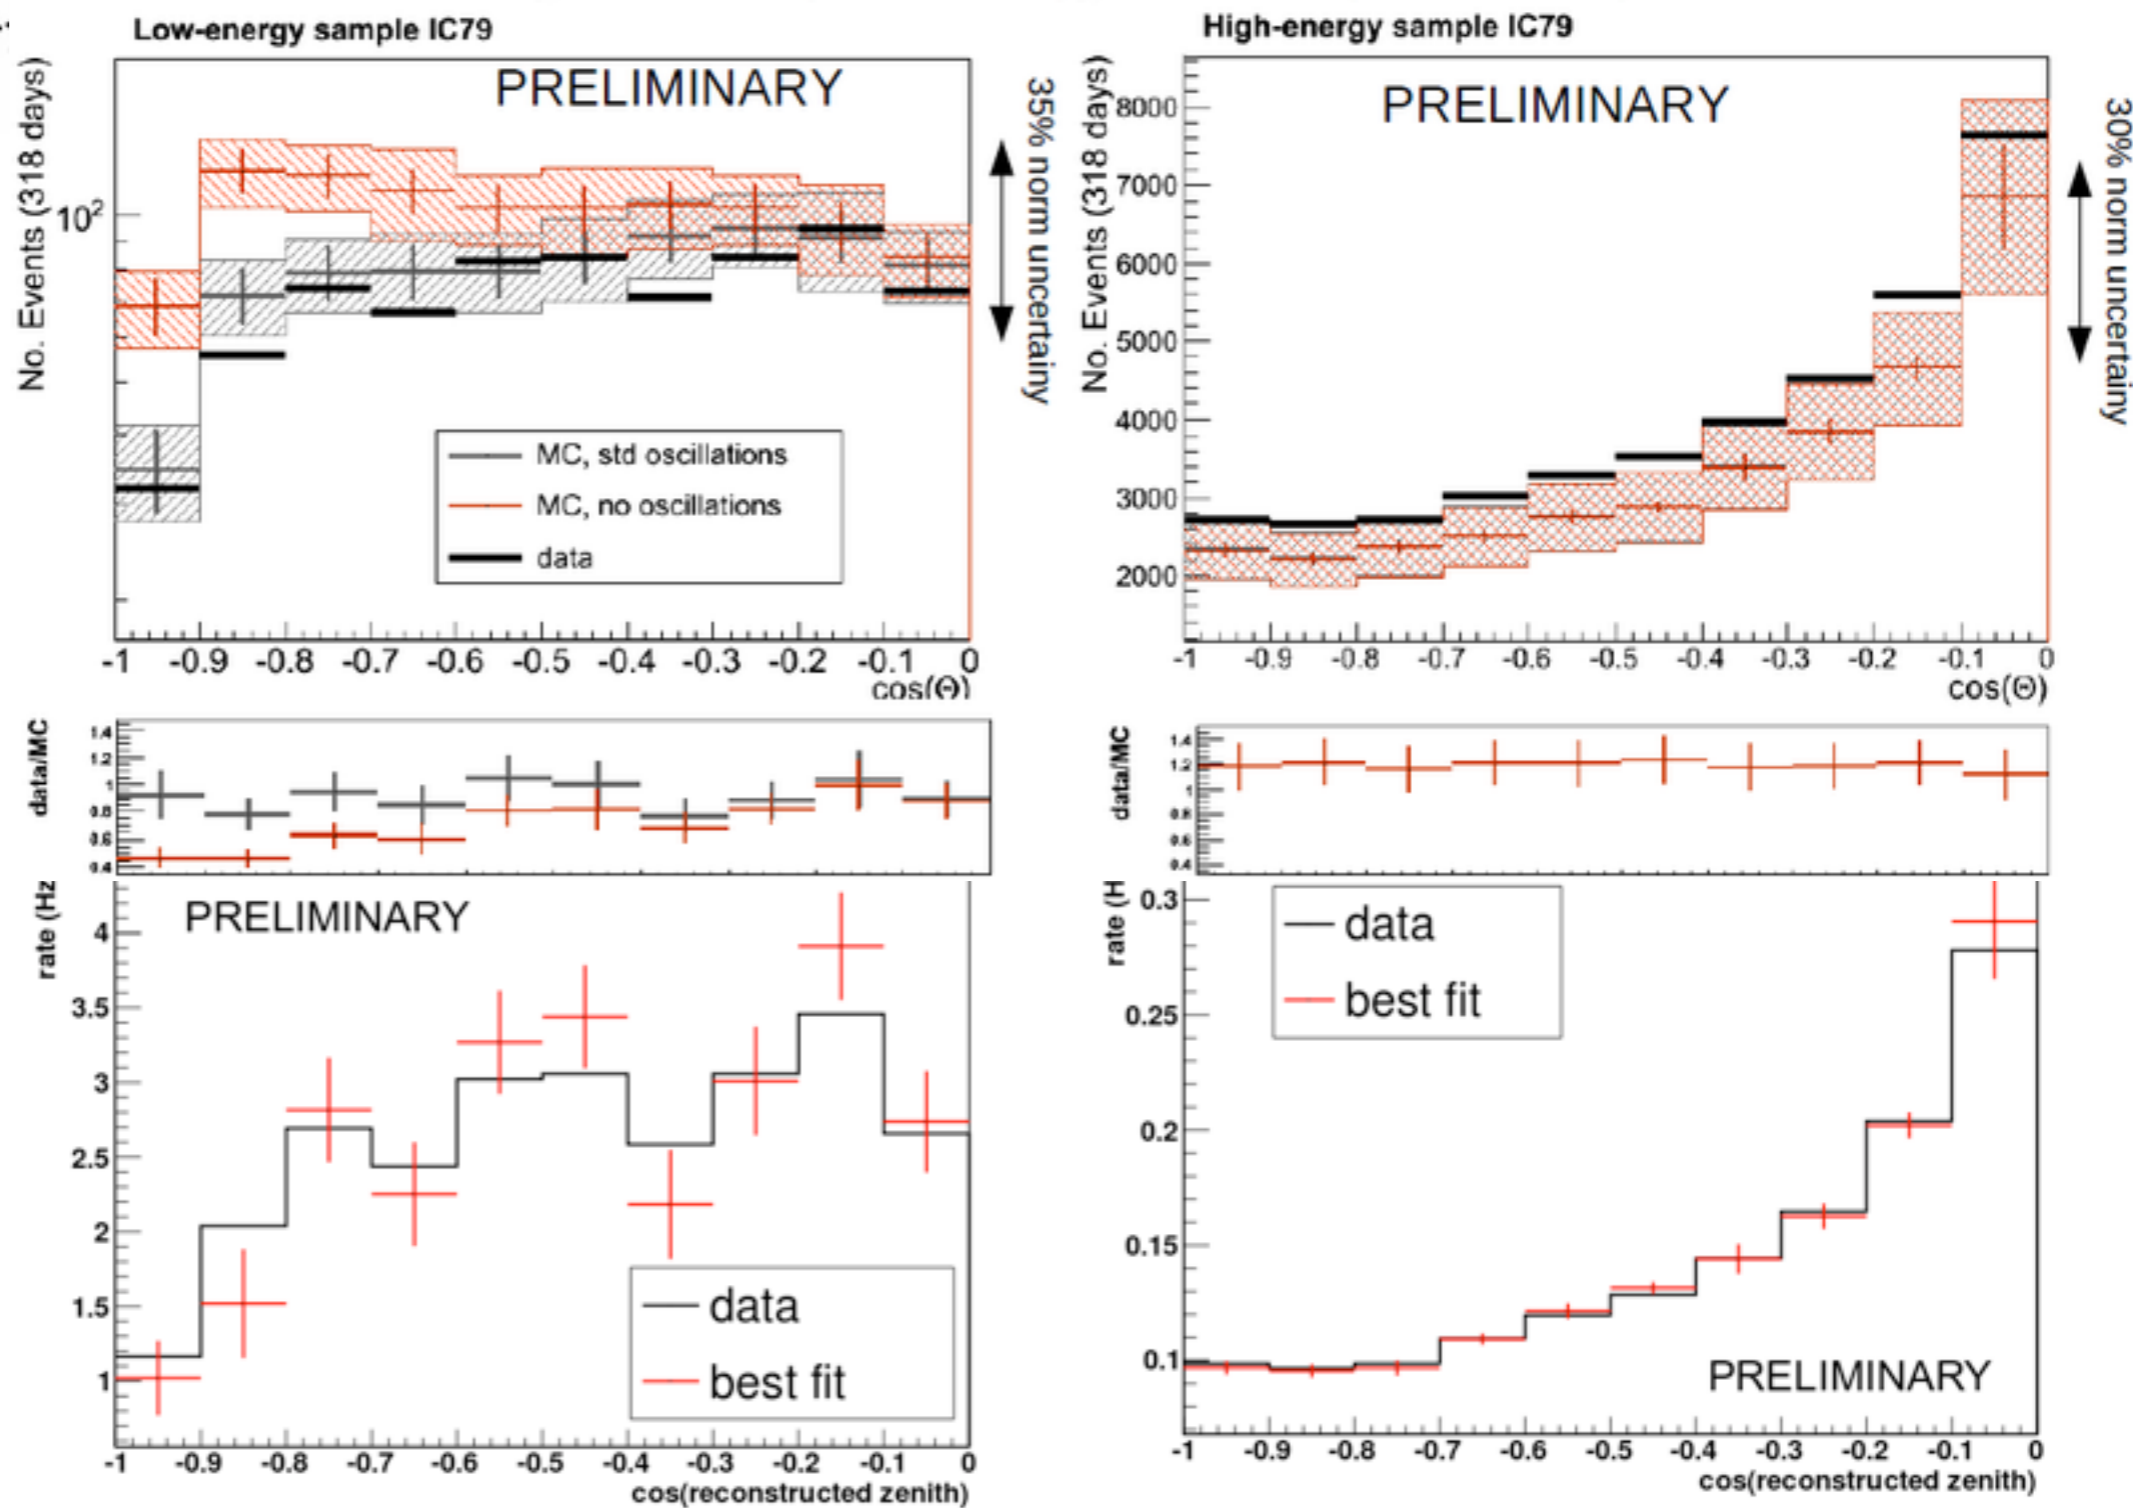 Low-energy sample IC79
PRELIMINARY
No. Events (318 days)
10²
MC, std oscillations
MC, no oscillations
data
-1 -0.9 -0.8 -0.7 -0.6 -0.5 -0.4 -0.3 -0.2 -0.1 0
cos(Θ)
35% norm uncertainy
High-energy sample IC79
PRELIMINARY
No. Events (318 days)
8000
7000
6000
5000
4000
3000
2000
-1 -0.9 -0.8 -0.7 -0.6 -0.5 -0.4 -0.3 -0.2 -0.1 0
cos(Θ)
30% norm uncertainy
data/MC
1.4
1.2
1
0.8
0.6
0.4
data/MC
1.4
1.2
1
0.8
0.6
0.4
rate (Hz
PRELIMINARY
4
3.5
3
2.5
2
1.5
1
data
best fit
-1 -0.9 -0.8 -0.7 -0.6 -0.5 -0.4 -0.3 -0.2 -0.1 0
cos(reconstructed zenith)
rate (H
0.3
0.25
0.2
0.15
0.1
data
best fit
PRELIMINARY
-1 -0.9 -0.8 -0.7 -0.6 -0.5 -0.4 -0.3 -0.2 -0.1 0
cos(reconstructed zenith)